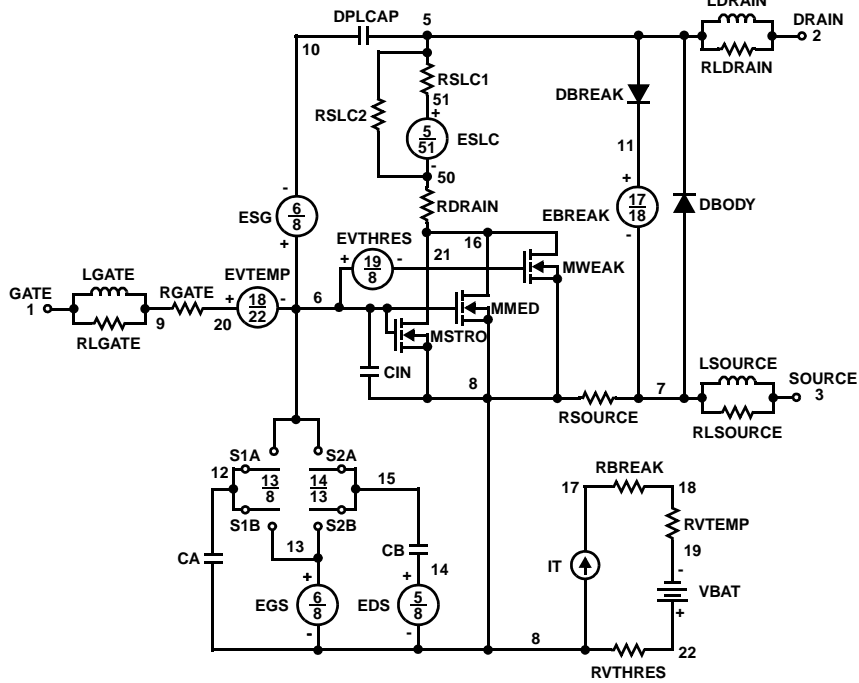 LDRAIN
DPLCAP
5
DRAIN
10
2
RSLC1
RLDRAIN
51
DBREAK
RSLC2
+
5
51
ESLC
11
-
50
-
+
17
18
DBODY
ESG
6
8
RDRAIN
EBREAK
+
EVTHRES
16
-
+
19
8
-
21
MWEAK
LGATE
EVTEMP
GATE
RGATE
+
18
22
-
6
MMED
1
9
20
MSTRO
RLGATE
LSOURCE
CIN
8
7
SOURCE
3
RSOURCE
RLSOURCE
S1A
S2A
12
13
8
14
13
15
RBREAK
17
18
S1B
S2B
RVTEMP
13
CB
19
CA
14
IT
-
+
+
VBAT
EGS
6
8
EDS
5
8
+
-
-
8
22
RVTHRES